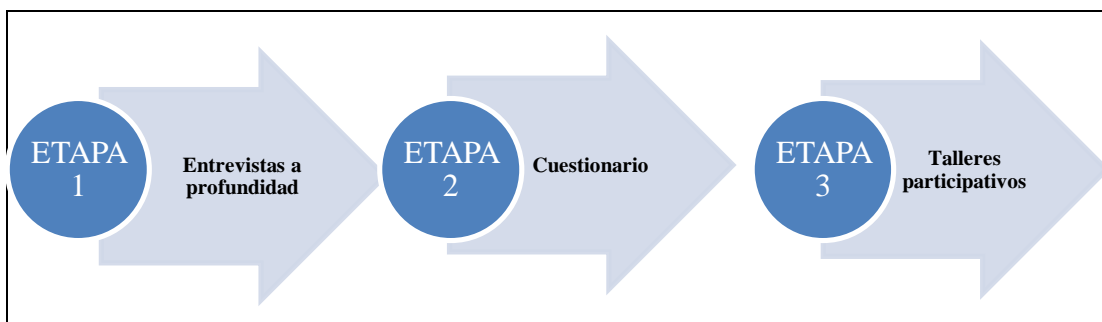 ETAPA
1
Entrevistas a
profundidad
ETAPA
2
Cuestionario
ETAPA
3
Talleres
participativos